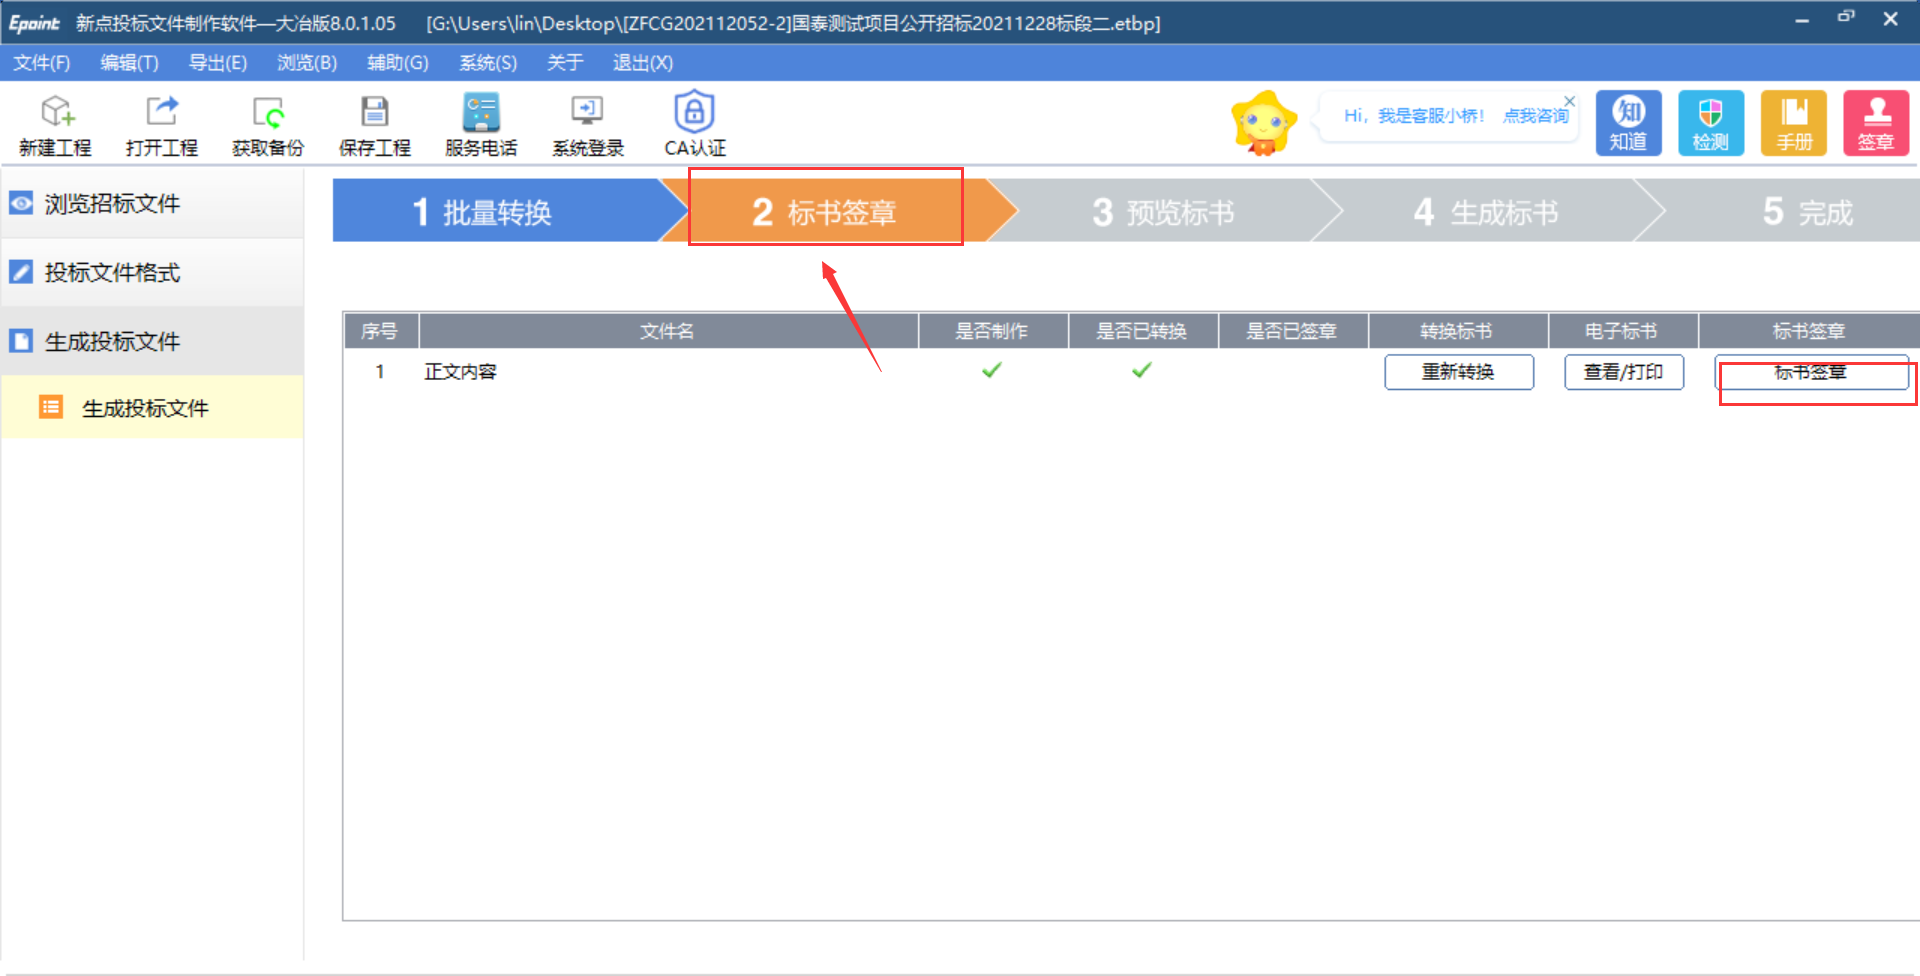 Epoint 新点投标文件制作软件—大冶版8.0.1.05 [G:\Users\lin\Desktop\[ZFCG202112052-2]国泰测试项目公开招标20211228标段二.etbp]
文件(F) 编辑(T) 导出(E) 浏览(B) 辅助(G) 系统(S) 关于 退出(X)
新建工程 打开工程 获取备份 保存工程 服务电话 系统登录 CA认证
Hi，我是客服小桥！ 点我咨询
知
知道 检测 手册 签章
浏览招标文件
投标文件格式
生成投标文件
生成投标文件
1 批量转换 2 标书签章 3 预览标书 4 生成标书 5 完成
序号 文件名 是否制作 是否已转换 是否已签章 转换标书 电子标书 标书签章
1 正文内容 重新转换 查看/打印 标书签章